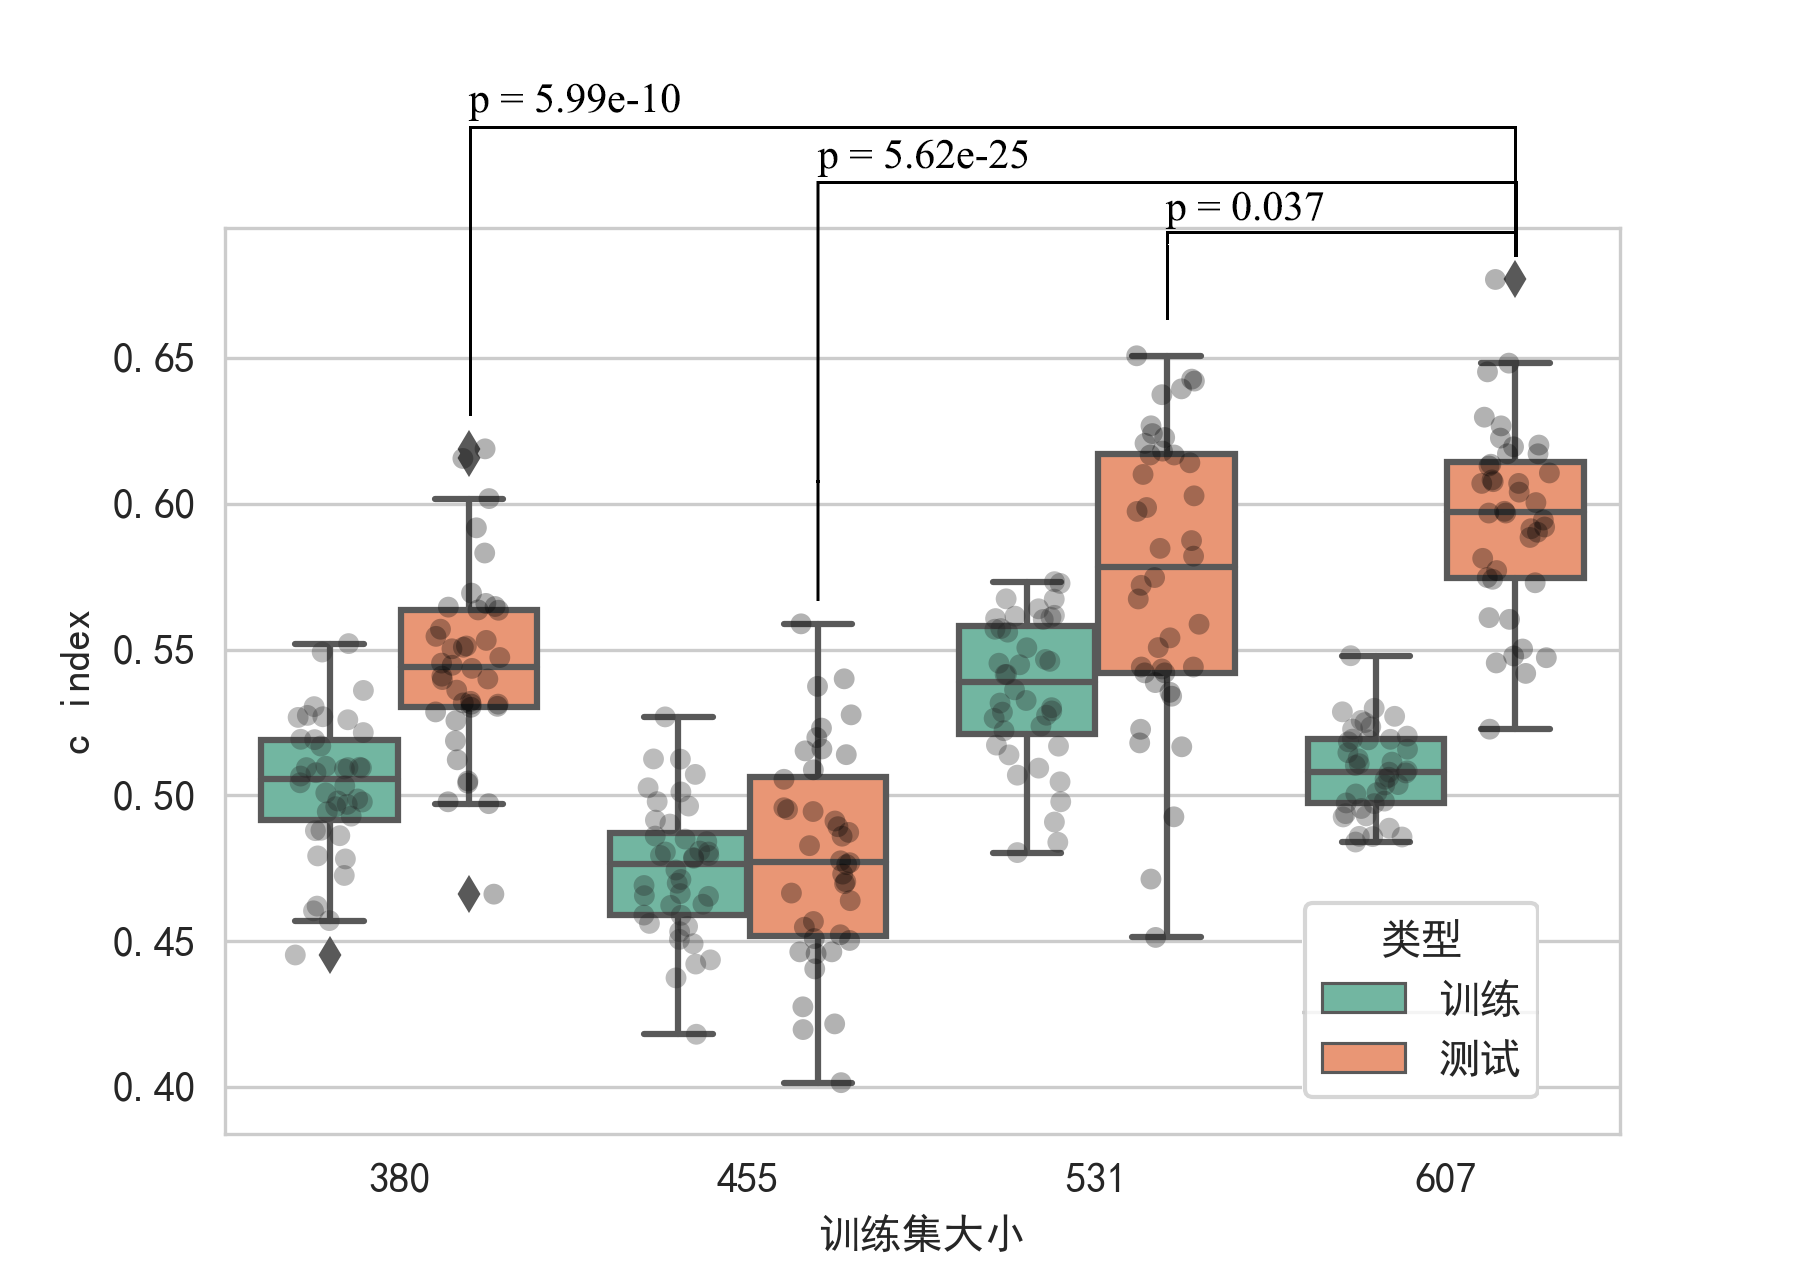 p = 5.99e-10
p = 5.62e-25
p = 0.037
0.65
0.60
0.55
0.50
0.45
0.40
c index
380 455 531 607
训练集大小
类型
训练
测试